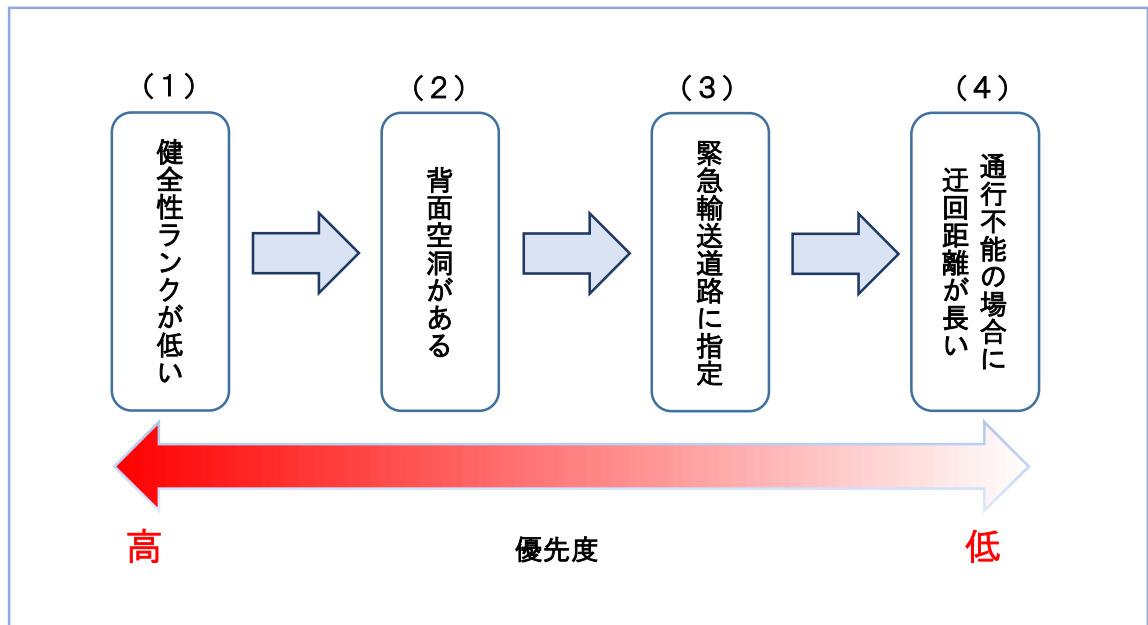 （１）
健全性ランクが低い
（２）
背面空洞がある
（３）
緊急輸送道路に指定
（４）
通行不能の場合に
迂回距離が長い
高
優先度
低